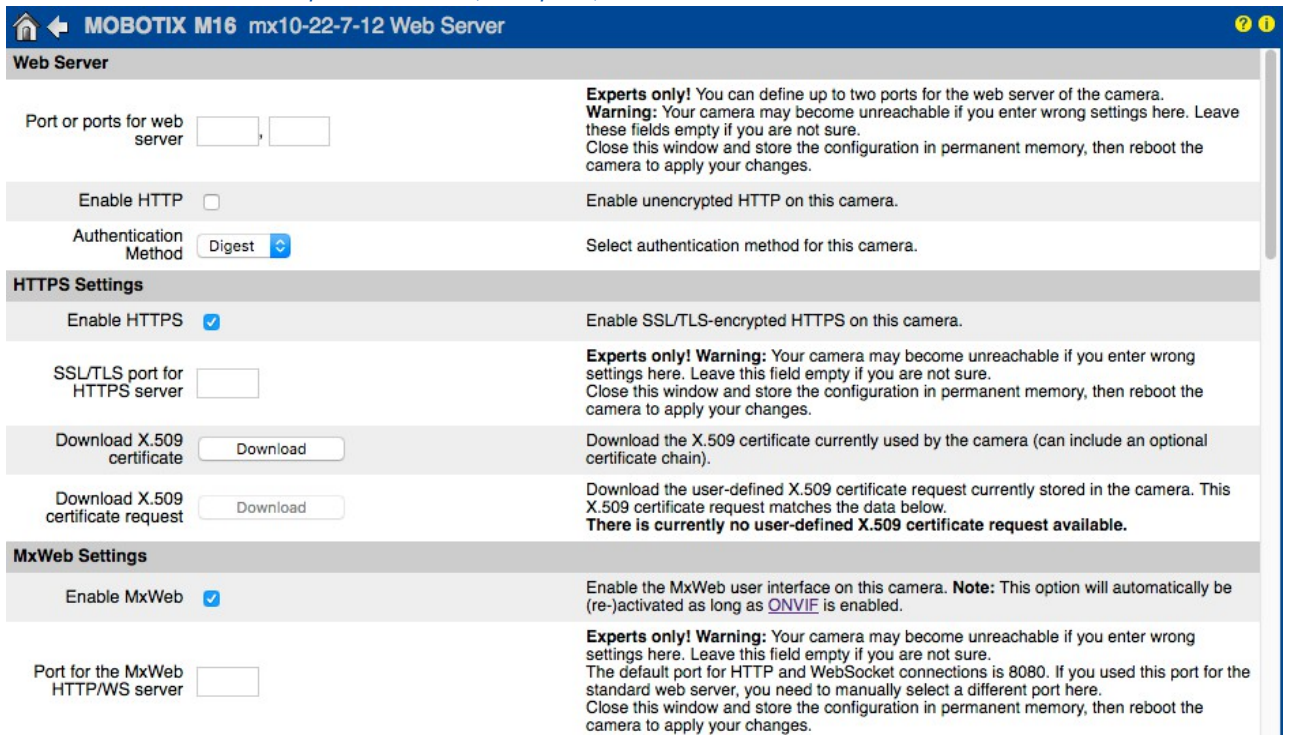 MOBOTIX M16 mx10-22-7-12 Web Server
? i
Web Server
Port or ports for web
server
,
Experts only! You can define up to two ports for the web server of the camera.
Warning: Your camera may become unreachable if you enter wrong settings here. Leave
these fields empty if you are not sure.
Close this window and store the configuration in permanent memory, then reboot the
camera to apply your changes.
Enable HTTP
Enable unencrypted HTTP on this camera.
Authentication
Method
Digest
Select authentication method for this camera.
HTTPS Settings
Enable HTTPS
Enable SSL/TLS-encrypted HTTPS on this camera.
SSL/TLS port for
HTTPS server
Experts only! Warning: Your camera may become unreachable if you enter wrong
settings here. Leave this field empty if you are not sure.
Close this window and store the configuration in permanent memory, then reboot the
camera to apply your changes.
Download X.509
certificate
Download
Download the X.509 certificate currently used by the camera (can include an optional
certificate chain).
Download X.509
certificate request
Download
Download the user-defined X.509 certificate request currently stored in the camera. This
X.509 certificate request matches the data below.
There is currently no user-defined X.509 certificate request available.
MxWeb Settings
Enable MxWeb
Enable the MxWeb user interface on this camera. Note: This option will automatically be
(re-)activated as long as ONVIF is enabled.
Port for the MxWeb
HTTP/WS server
Experts only! Warning: Your camera may become unreachable if you enter wrong
settings here. Leave this field empty if you are not sure.
The default port for HTTP and WebSocket connections is 8080. If you used this port for the
standard web server, you need to manually select a different port here.
Close this window and store the configuration in permanent memory, then reboot the
camera to apply your changes.